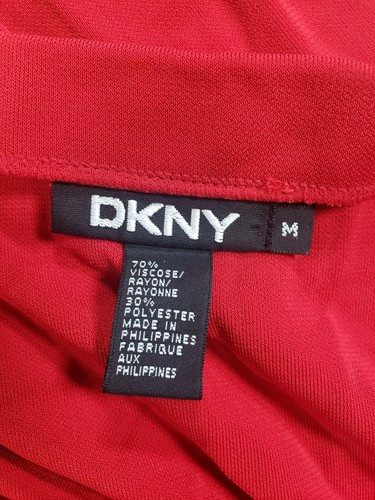 DKNY
M
70%
VISCOSE/
RAYON/
RAYONNE
30%
POLYESTER
MADE IN
PHILIPPINES
FABRIQUE
AUX
PHILIPPINES